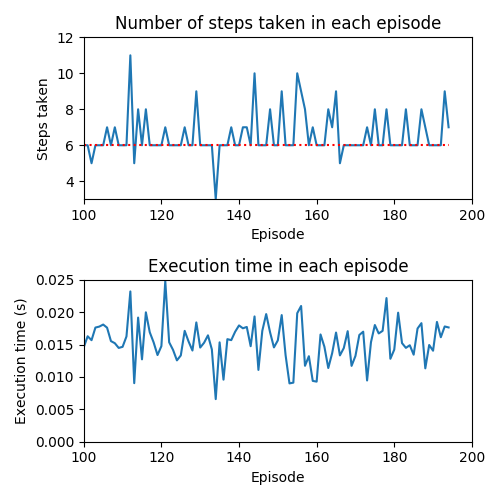 Number of steps taken in each episode
12
10
8
6
4
Steps taken
100 120 140 160 180 200
Episode
Execution time in each episode
0.025
0.020
0.015
0.010
0.005
0.000
Execution time (s)
100 120 140 160 180 200
Episode